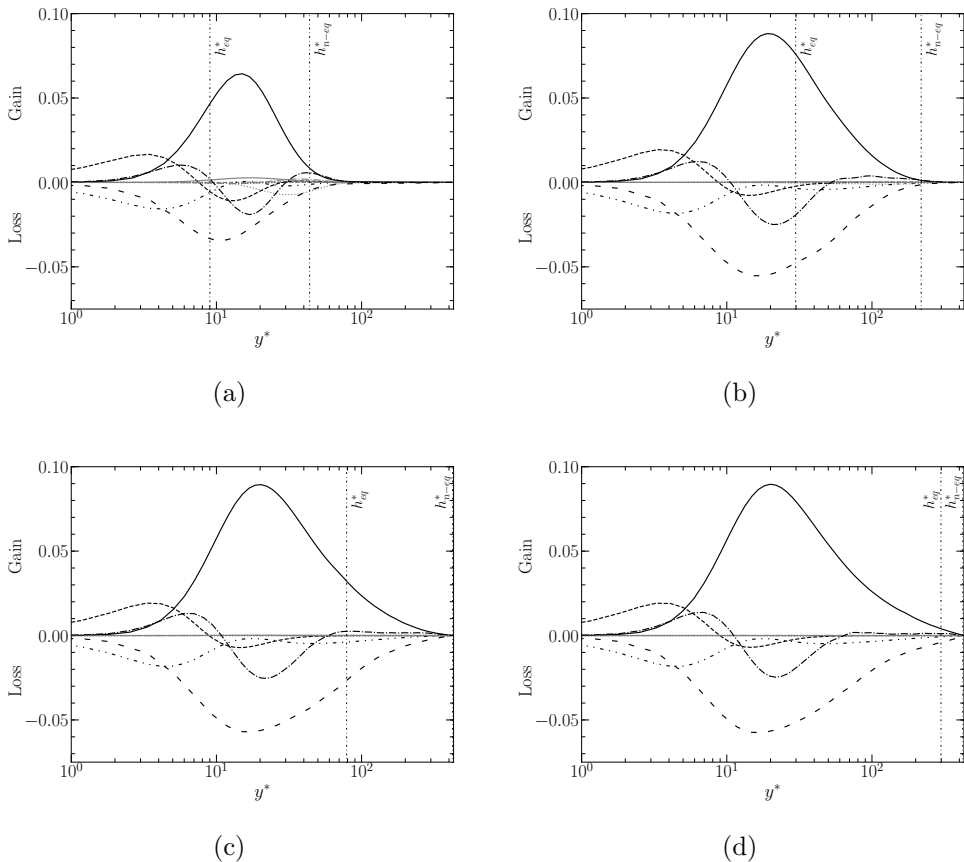 0.10
0.05
0.00
−0.05
Gain
Loss
h*eq
h*n−eq
10^0
10^1
10^2
y*
(a)
0.10
0.05
0.00
−0.05
Gain
Loss
h*eq
h*n−eq
10^0
10^1
10^2
y*
(b)
0.10
0.05
0.00
−0.05
Gain
Loss
h*eq
h*n−eq
10^0
10^1
10^2
y*
(c)
0.10
0.05
0.00
−0.05
Gain
Loss
h*eq
h*n−eq
10^0
10^1
10^2
y*
(d)